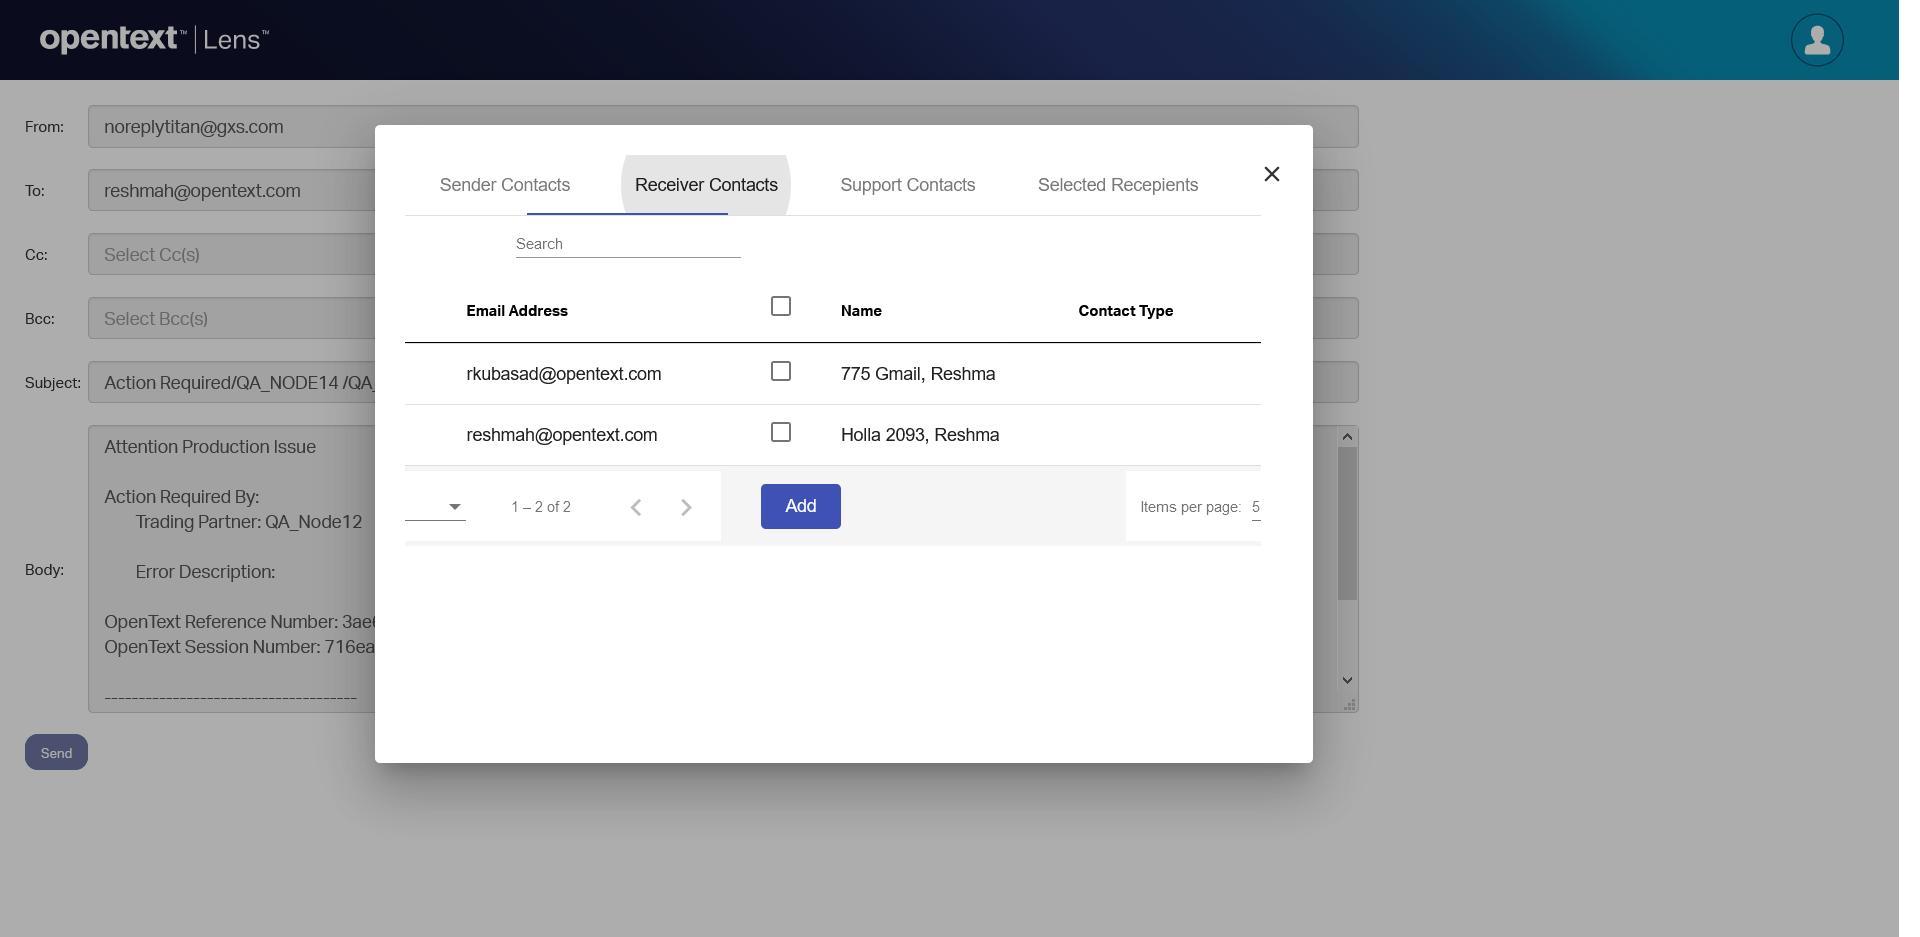 opentext™ | Lens™
From: noreplytitan@gxs.com
To: reshmah@opentext.com
Cc: Select Cc(s)
Bcc: Select Bcc(s)
Subject: Action Required/QA_NODE14 /QA_
Body:
Attention Production Issue
Action Required By:
Trading Partner: QA_Node12
Error Description:
OpenText Reference Number: 3ae
OpenText Session Number: 716ea
------------------------------------
Send
Sender Contacts Receiver Contacts Support Contacts Selected Recepients
Search
Email Address Name Contact Type
rkubasad@opentext.com 775 Gmail, Reshma
reshmah@opentext.com Holla 2093, Reshma
1 – 2 of 2 Add Items per page: 5